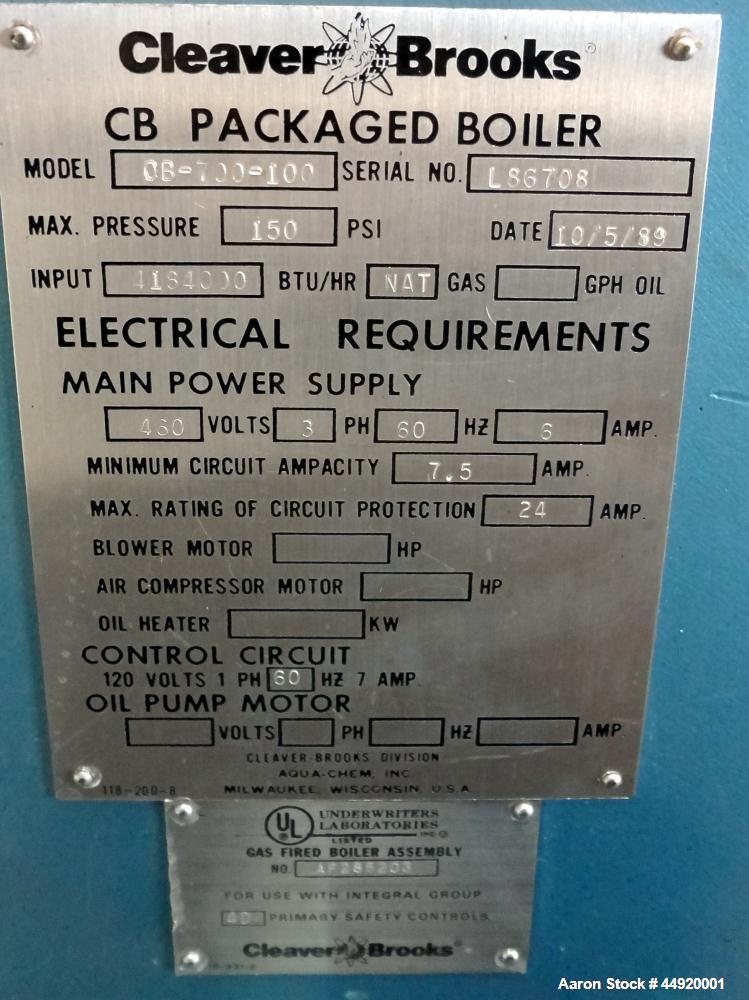 Cleaver Brooks
CB PACKAGED BOILER
MODEL CB-700-100 SERIAL NO. L86708
MAX. PRESSURE 150 PSI DATE 10/5/89
INPUT 4184000 BTU/HR NAT GAS GPH OIL
ELECTRICAL REQUIREMENTS
MAIN POWER SUPPLY
460 VOLTS 3 PH 60 HZ 6 AMP.
MINIMUM CIRCUIT AMPACITY 7.5 AMP.
MAX. RATING OF CIRCUIT PROTECTION 24 AMP.
BLOWER MOTOR HP
AIR COMPRESSOR MOTOR HP
OIL HEATER KW
CONTROL CIRCUIT
120 VOLTS 1 PH 60 HZ 7 AMP.
OIL PUMP MOTOR
VOLTS PH HZ AMP.
CLEAVER-BROOKS DIVISION
AQUA-CHEM, INC.
118-200-8 MILWAUKEE, WISCONSIN, U.S.A.
UL UNDERWRITERS
LABORATORIES
INC.
LISTED
GAS FIRED BOILER ASSEMBLY
NO.
FOR USE WITH INTEGRAL GROUP
PRIMARY SAFETY CONTROLS
Cleaver Brooks
Aaron Stock # 44920001